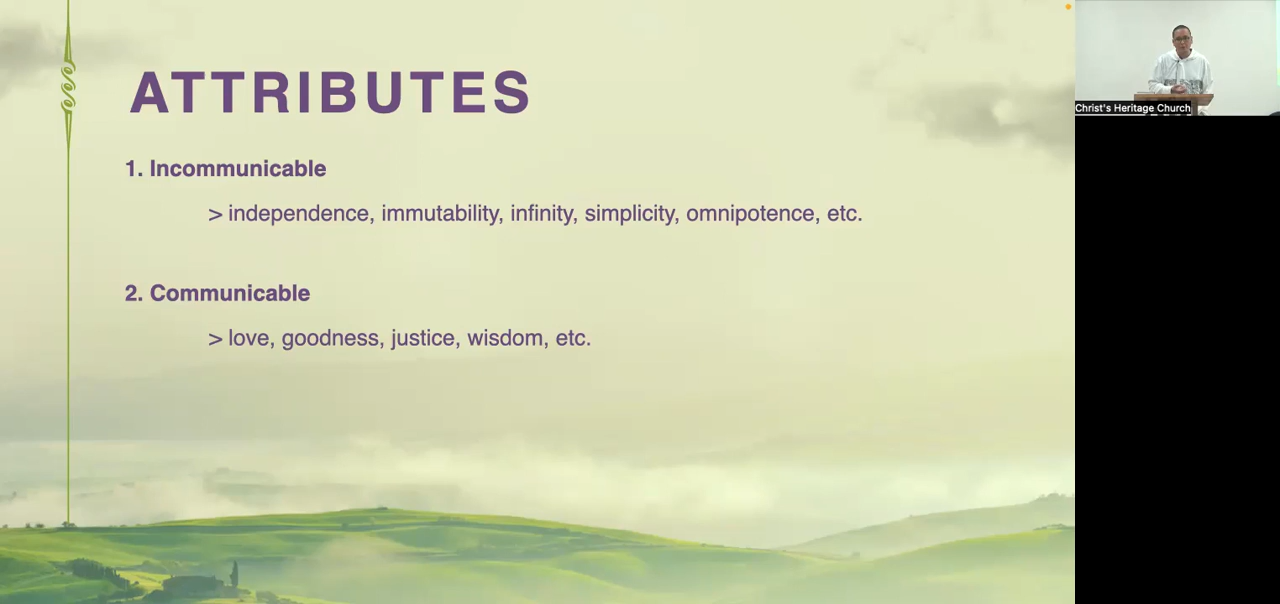 ATTRIBUTES
1. Incommunicable
> independence, immutability, infinity, simplicity, omnipotence, etc.
2. Communicable
> love, goodness, justice, wisdom, etc.
Christ's Heritage Church